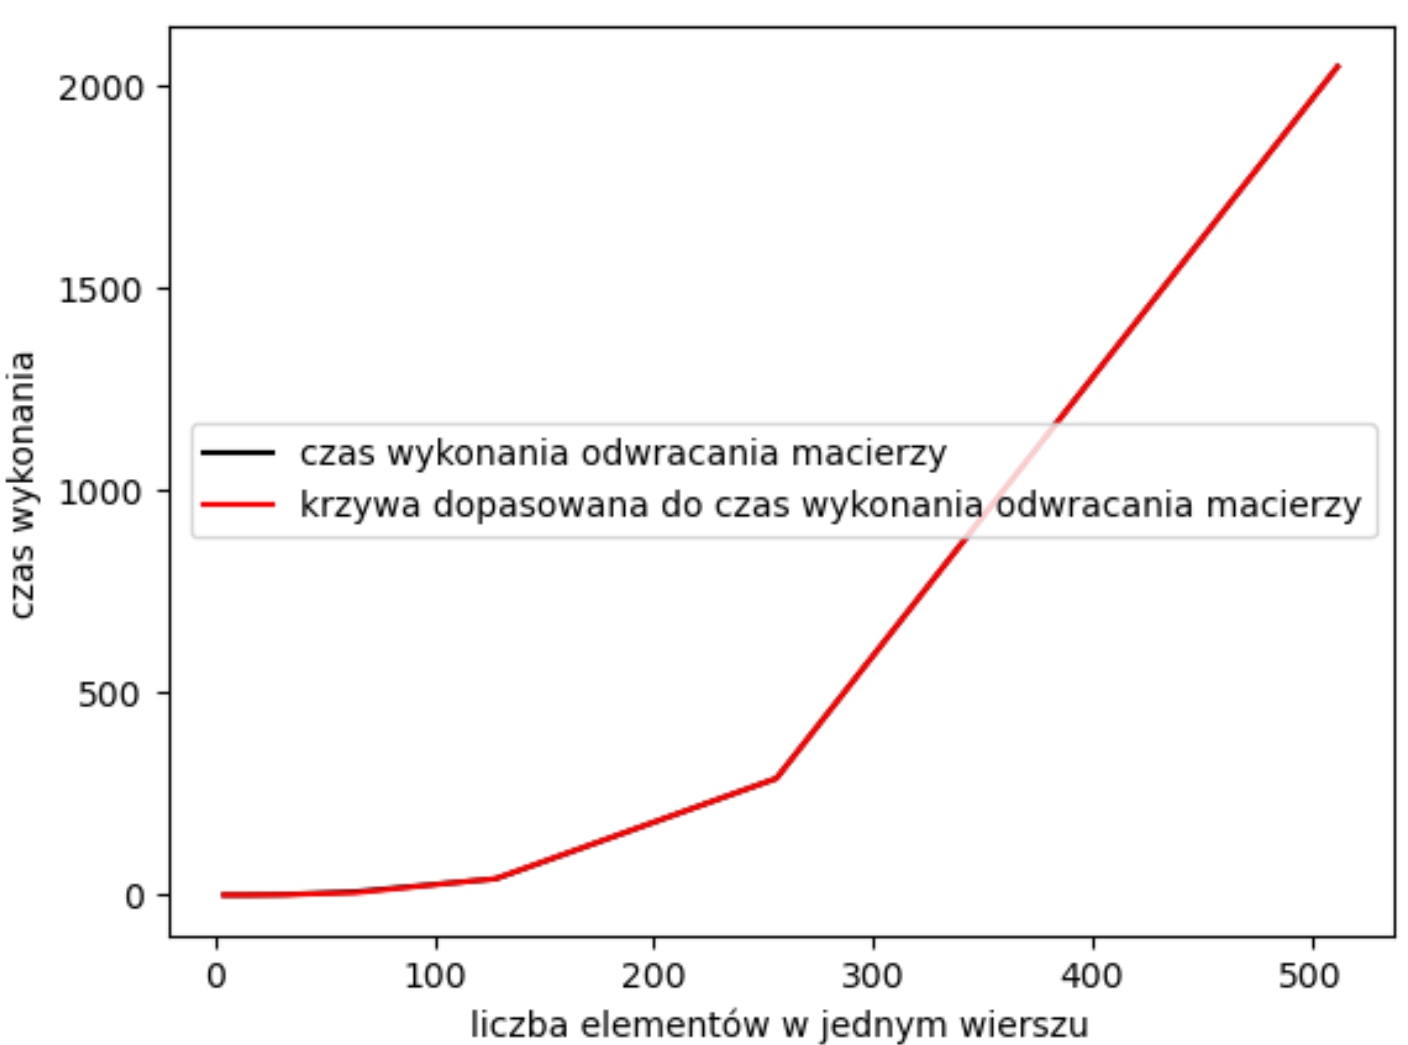 2000
1500
1000
500
0
czas wykonania
czas wykonania odwracania macierzy
krzywa dopasowana do czas wykonania odwracania macierzy
0 100 200 300 400 500
liczba elementów w jednym wierszu